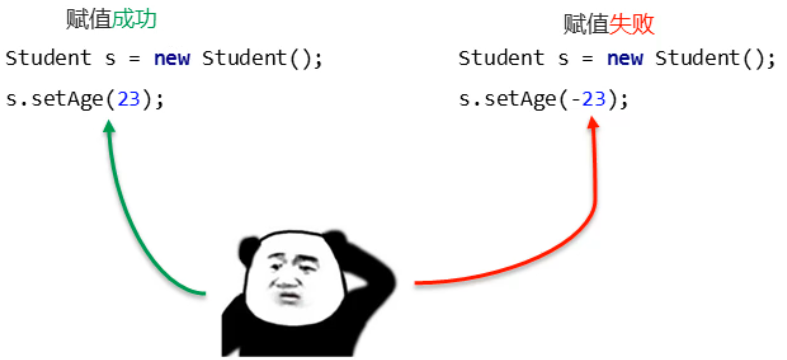 赋值成功
Student s = new Student();
s.setAge(23);
赋值失败
Student s = new Student();
s.setAge(-23);